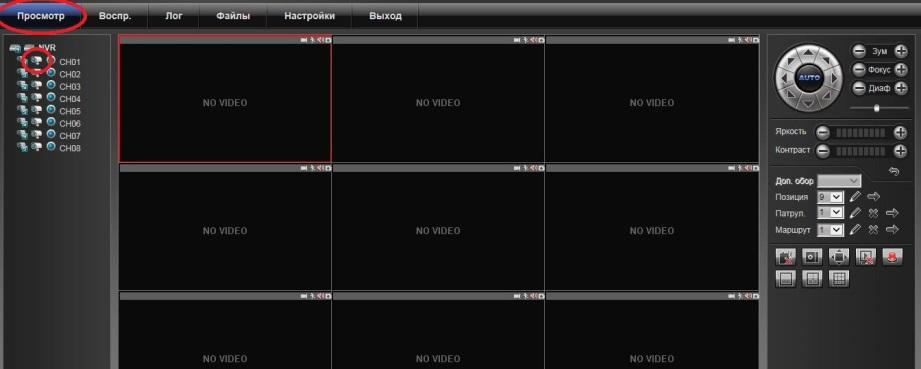 Просмотр Воспр. Лог Файлы Настройки Выход
NVR
CH01
CH02
CH03
CH04
CH05
CH06
CH07
CH08
NO VIDEO NO VIDEO NO VIDEO
NO VIDEO NO VIDEO NO VIDEO
NO VIDEO NO VIDEO NO VIDEO
AUTO
Зум
Фокус
Диаф
Яркость
Контраст
Доп. обор
Позиция 9
Патрул. 1
Маршрут 1